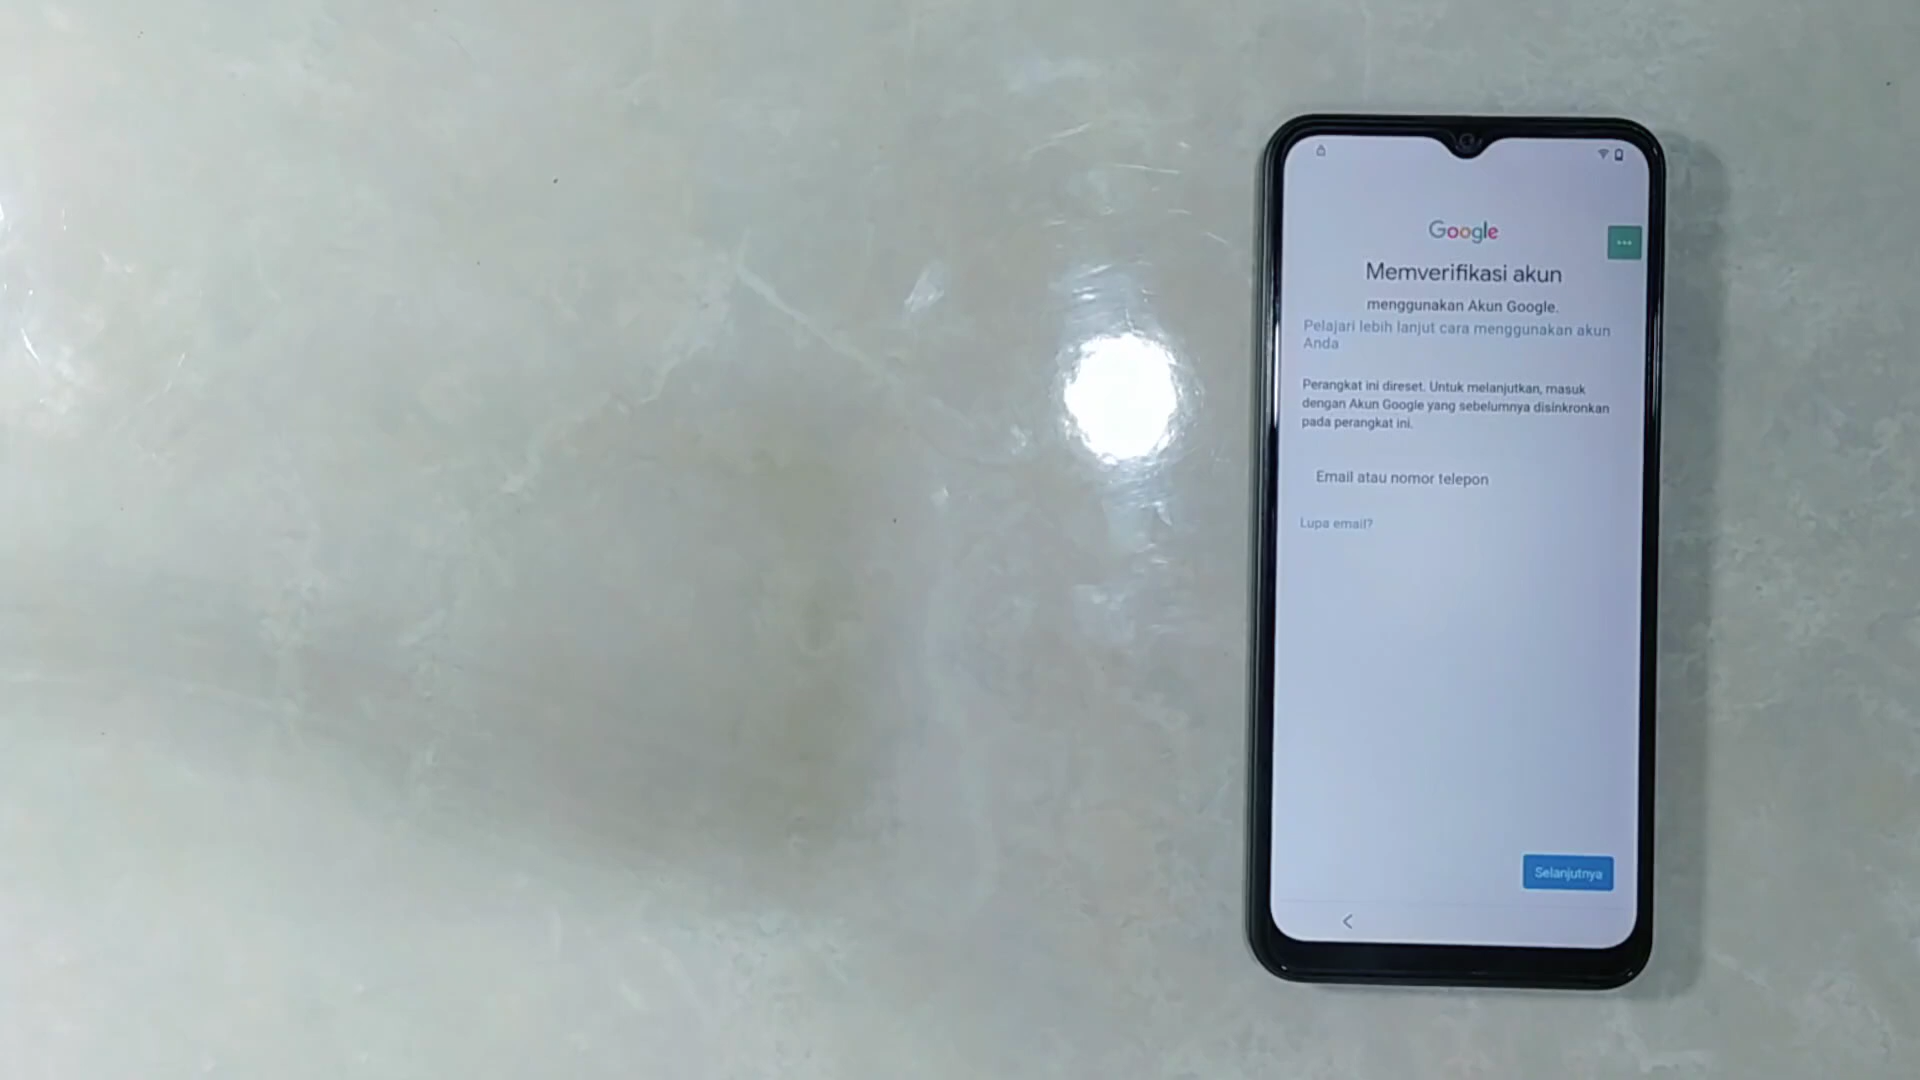 Google
Memverifikasi akun
menggunakan Akun Google.
Pelajari lebih lanjut cara menggunakan akun
Anda
Perangkat ini direset. Untuk melanjutkan, masuk
dengan Akun Google yang sebelumnya disinkronkan
pada perangkat ini.
Email atau nomor telepon
Lupa email?
Selanjutnya